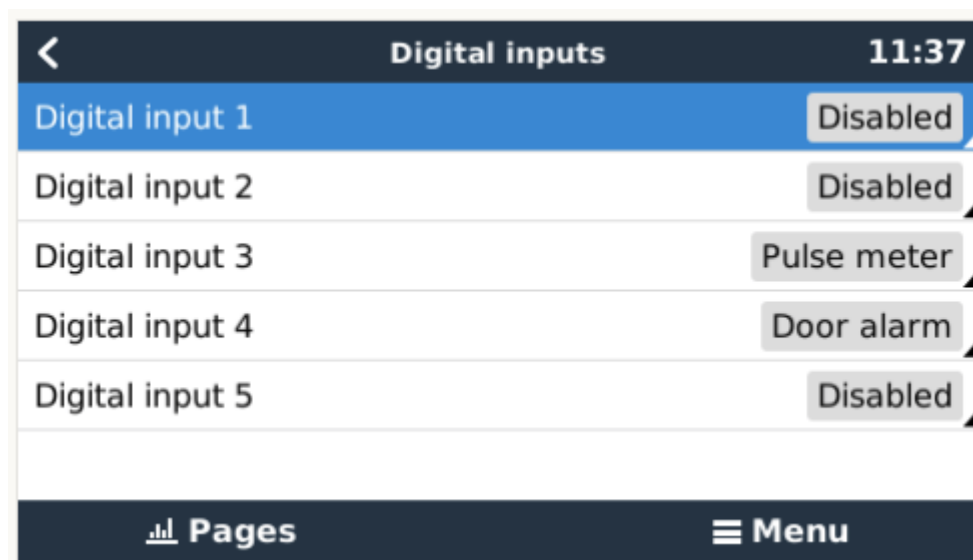 Digital inputs 11:37
Digital input 1 Disabled
Digital input 2 Disabled
Digital input 3 Pulse meter
Digital input 4 Door alarm
Digital input 5 Disabled
Pages Menu